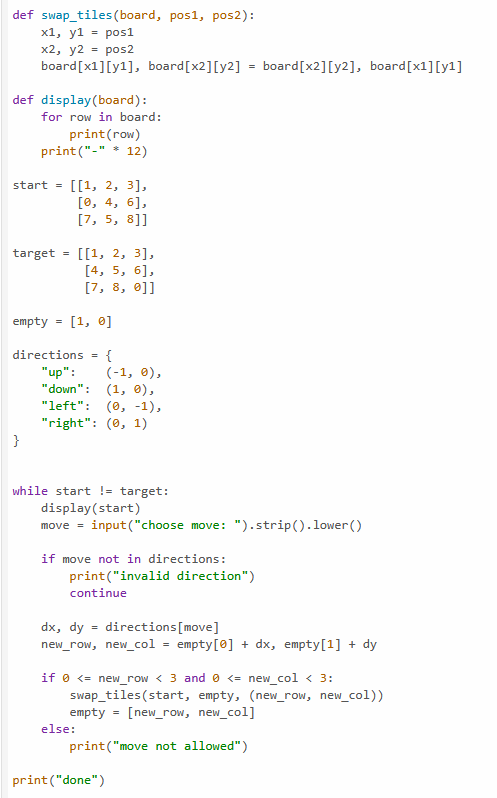 def swap_tiles(board, pos1, pos2):
    x1, y1 = pos1
    x2, y2 = pos2
    board[x1][y1], board[x2][y2] = board[x2][y2], board[x1][y1]

def display(board):
    for row in board:
        print(row)
    print("-" * 12)

start = [[1, 2, 3],
         [0, 4, 6],
         [7, 5, 8]]

target = [[1, 2, 3],
          [4, 5, 6],
          [7, 8, 0]]

empty = [1, 0]

directions = {
    "up":    (-1, 0),
    "down":  (1, 0),
    "left":  (0, -1),
    "right": (0, 1)
}


while start != target:
    display(start)
    move = input("choose move: ").strip().lower()

    if move not in directions:
        print("invalid direction")
        continue

    dx, dy = directions[move]
    new_row, new_col = empty[0] + dx, empty[1] + dy

    if 0 <= new_row < 3 and 0 <= new_col < 3:
        swap_tiles(start, empty, (new_row, new_col))
        empty = [new_row, new_col]
    else:
        print("move not allowed")

print("done")